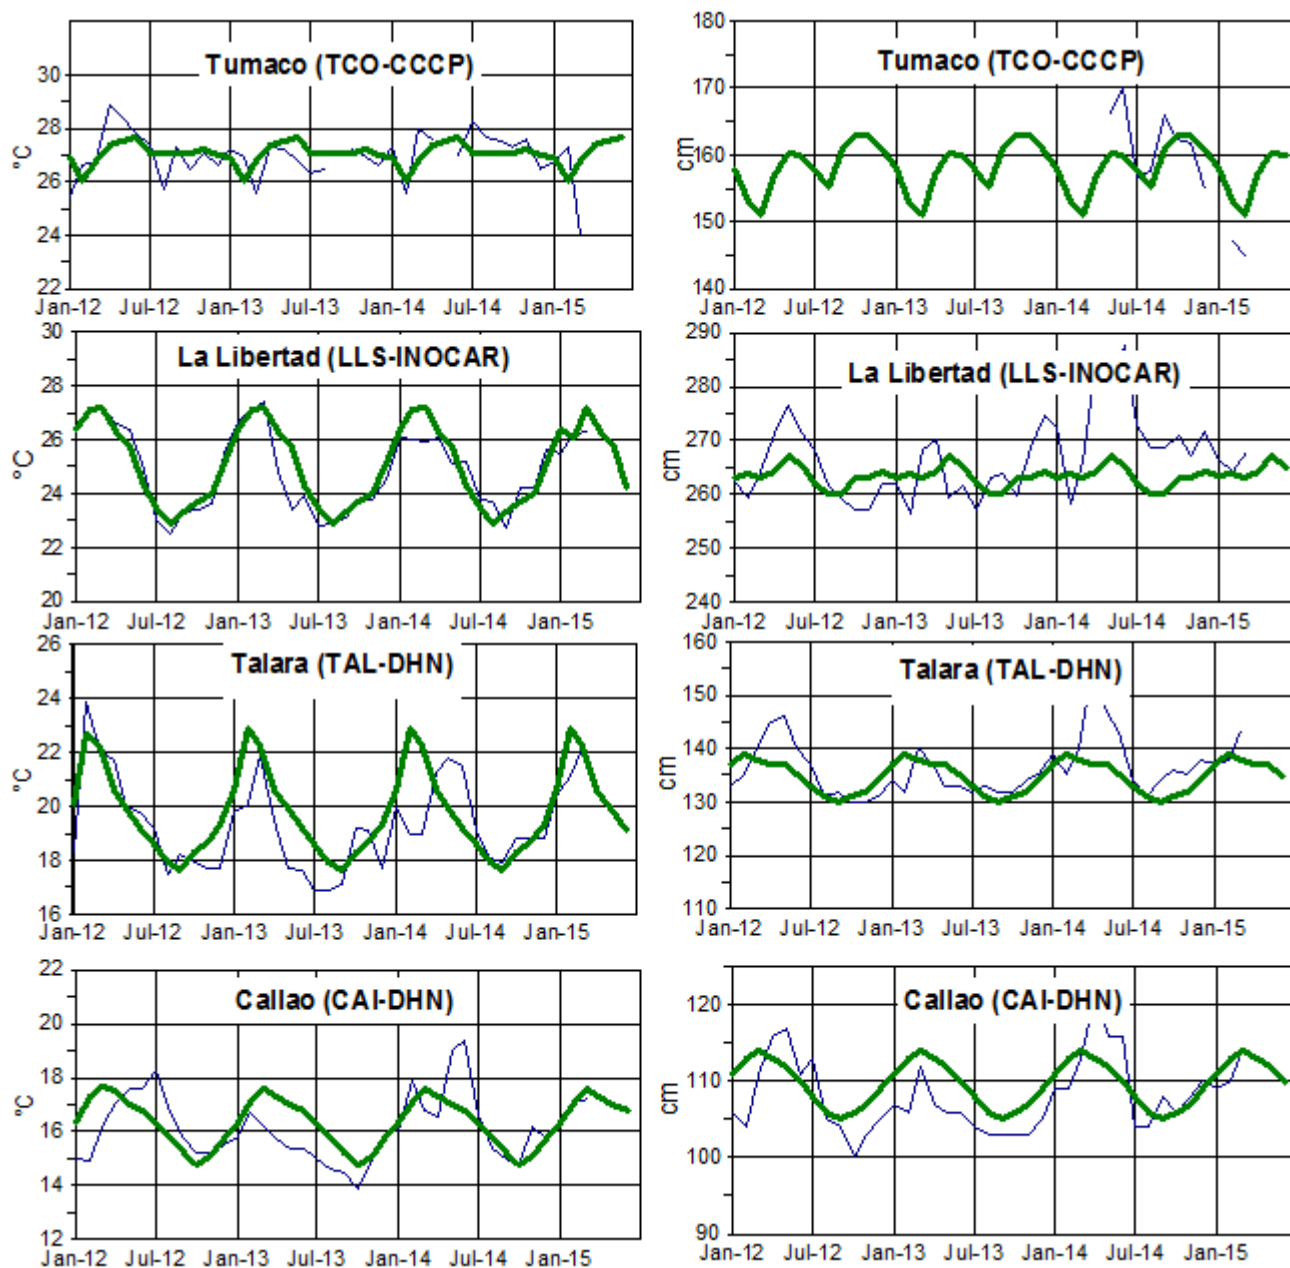 Tumaco (TCO-CCCP)
°C
30
28
26
24
22
Jan-12 Jul-12 Jan-13 Jul-13 Jan-14 Jul-14 Jan-15
Tumaco (TCO-CCCP)
cm
180
170
160
150
140
Jan-12 Jul-12 Jan-13 Jul-13 Jan-14 Jul-14 Jan-15
La Libertad (LLS-INOCAR)
°C
30
28
26
24
22
20
Jan-12 Jul-12 Jan-13 Jul-13 Jan-14 Jul-14 Jan-15
La Libertad (LLS-INOCAR)
cm
290
280
270
260
250
240
Jan-12 Jul-12 Jan-13 Jul-13 Jan-14 Jul-14 Jan-15
Talara (TAL-DHN)
°C
26
24
22
20
18
16
Jan-12 Jul-12 Jan-13 Jul-13 Jan-14 Jul-14 Jan-15
Talara (TAL-DHN)
cm
160
150
140
130
120
110
Jan-12 Jul-12 Jan-13 Jul-13 Jan-14 Jul-14 Jan-15
Callao (CAI-DHN)
°C
22
20
18
16
14
12
Jan-12 Jul-12 Jan-13 Jul-13 Jan-14 Jul-14 Jan-15
Callao (CAI-DHN)
cm
120
110
100
90
Jan-12 Jul-12 Jan-13 Jul-13 Jan-14 Jul-14 Jan-15